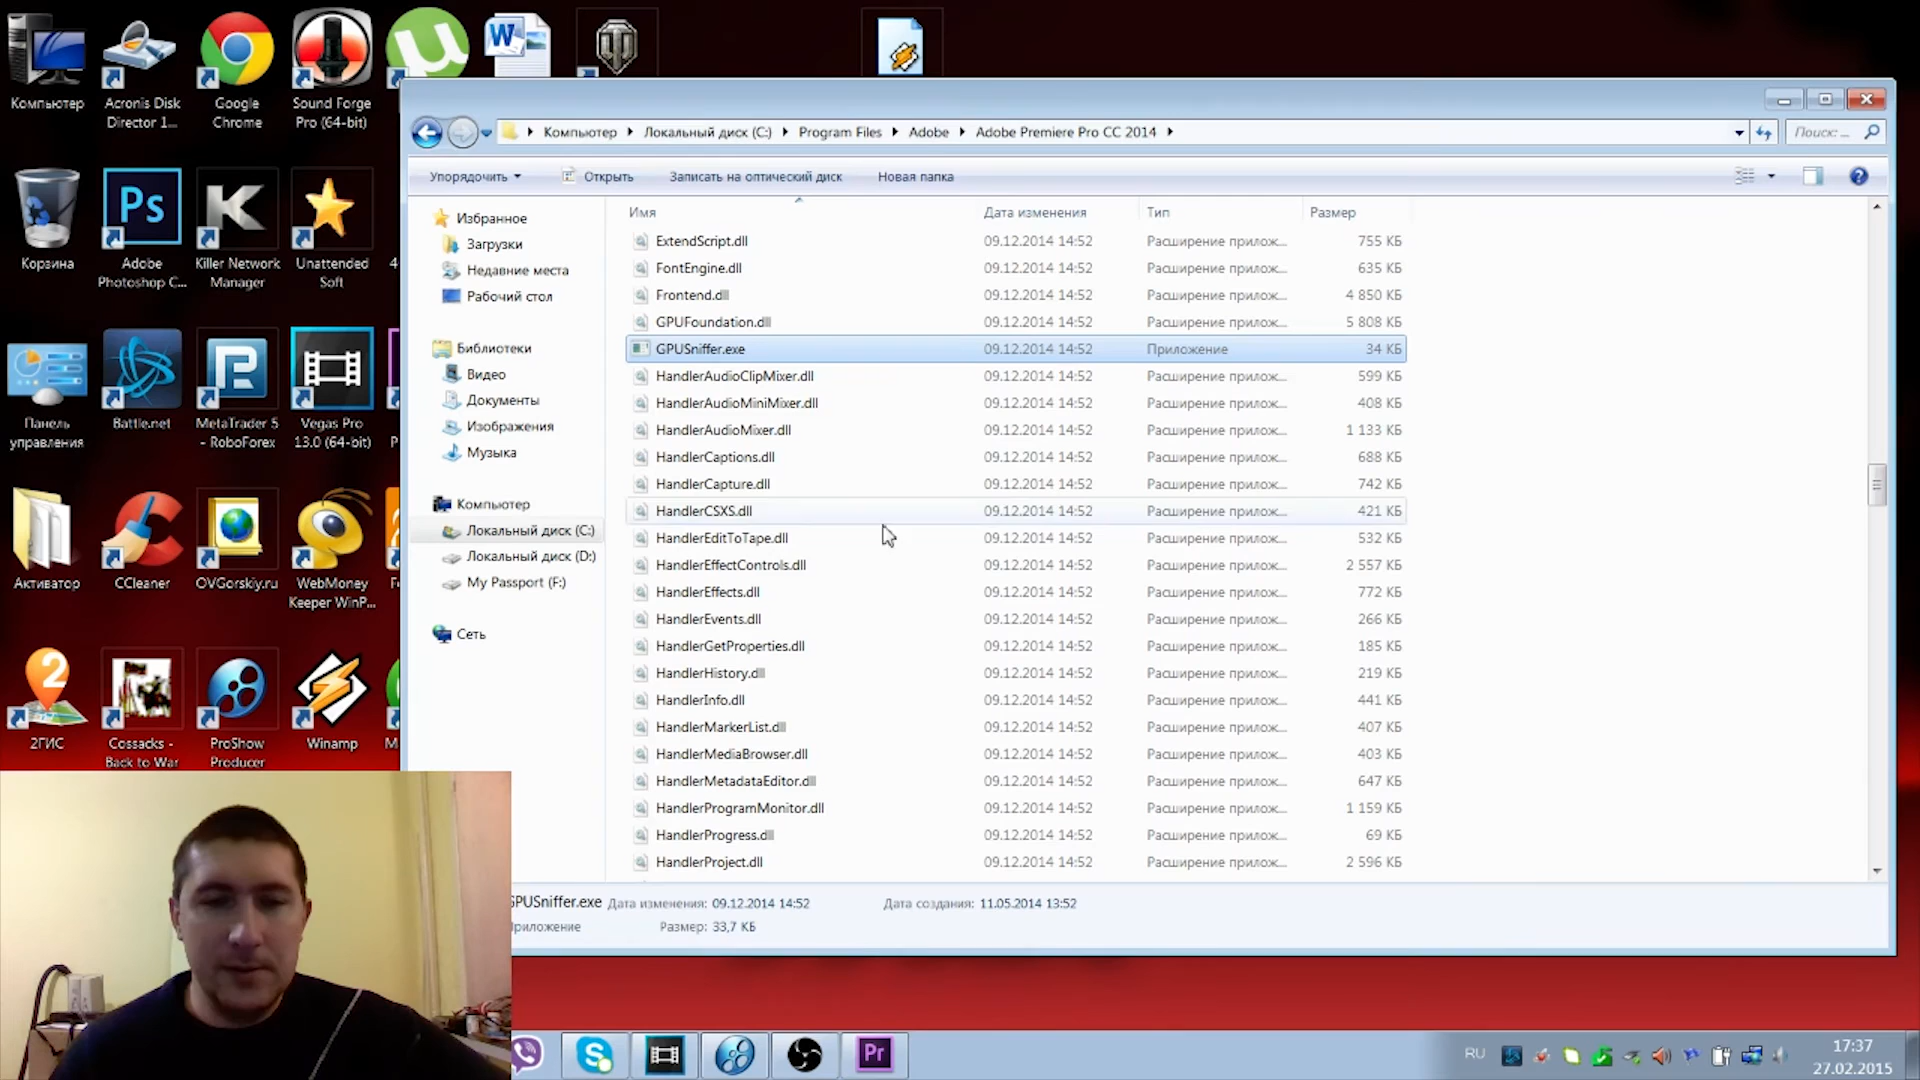 Компьютер
Acronis Disk
Director 1...
Google
Chrome
Sound Forge
Pro (64-bit)
Корзина
Ps
Adobe
Photoshop C...
Killer Network
Manager
Unattended
Soft
4
Панель
управления
Battle.net
MetaTrader 5
- RoboForex
Vegas Pro
13.0 (64-bit)
P
Активатор
CCleaner
OVGorskiy.ru
WebMoney
Keeper WinP...
2ГИС
Cossacks -
Back to War
ProShow
Producer
Winamp
M
Компьютер
Локальный диск (C:)
Program Files
Adobe
Adobe Premiere Pro CC 2014
Поиск: ...
Упорядочить
Открыть
Записать на оптический диск
Новая папка
Избранное
Загрузки
Недавние места
Рабочий стол
Библиотеки
Видео
Документы
Изображения
Музыка
Компьютер
Локальный диск (C:)
Локальный диск (D:)
My Passport (F:)
Сеть
Имя Дата изменения Тип Размер
ExtendScript.dll 09.12.2014 14:52 Расширение прилож... 755 КБ
FontEngine.dll 09.12.2014 14:52 Расширение прилож... 635 КБ
Frontend.dll 09.12.2014 14:52 Расширение прилож... 4 850 КБ
GPUFoundation.dll 09.12.2014 14:52 Расширение прилож... 5 808 КБ
GPUSniffer.exe 09.12.2014 14:52 Приложение 34 КБ
HandlerAudioClipMixer.dll 09.12.2014 14:52 Расширение прилож... 599 КБ
HandlerAudioMiniMixer.dll 09.12.2014 14:52 Расширение прилож... 408 КБ
HandlerAudioMixer.dll 09.12.2014 14:52 Расширение прилож... 1 133 КБ
HandlerCaptions.dll 09.12.2014 14:52 Расширение прилож... 688 КБ
HandlerCapture.dll 09.12.2014 14:52 Расширение прилож... 742 КБ
HandlerCSXS.dll 09.12.2014 14:52 Расширение прилож... 421 КБ
HandlerEditToTape.dll 09.12.2014 14:52 Расширение прилож... 532 КБ
HandlerEffectControls.dll 09.12.2014 14:52 Расширение прилож... 2 557 КБ
HandlerEffects.dll 09.12.2014 14:52 Расширение прилож... 772 КБ
HandlerEvents.dll 09.12.2014 14:52 Расширение прилож... 266 КБ
HandlerGetProperties.dll 09.12.2014 14:52 Расширение прилож... 185 КБ
HandlerHistory.dll 09.12.2014 14:52 Расширение прилож... 219 КБ
HandlerInfo.dll 09.12.2014 14:52 Расширение прилож... 441 КБ
HandlerMarkerList.dll 09.12.2014 14:52 Расширение прилож... 407 КБ
HandlerMediaBrowser.dll 09.12.2014 14:52 Расширение прилож... 403 КБ
HandlerMetadataEditor.dll 09.12.2014 14:52 Расширение прилож... 647 КБ
HandlerProgramMonitor.dll 09.12.2014 14:52 Расширение прилож... 1 159 КБ
HandlerProgress.dll 09.12.2014 14:52 Расширение прилож... 69 КБ
HandlerProject.dll 09.12.2014 14:52 Расширение прилож... 2 596 КБ
GPUSniffer.exe Дата изменения: 09.12.2014 14:52 Дата создания: 11.05.2014 13:52
Приложение Размер: 33,7 КБ
Pr
RU
17:37
27.02.2015